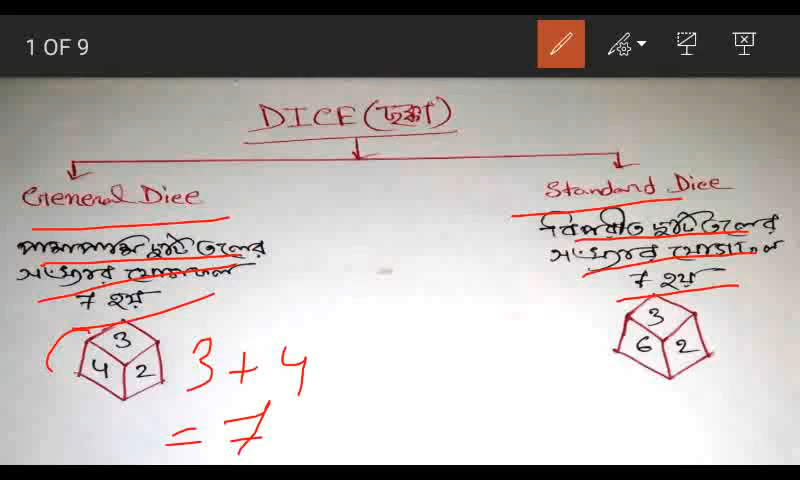 1 OF 9
DICE (ছক্কা)
General Dice
Standard Dice
পাশাপাশি দুটি তলের
সংখ্যার যোগফল
7 হয়
বিপরীত দুটি তলের
সংখ্যার যোগফল
7 হয়
3
4 2
3 + 4
= 7
3
6 2